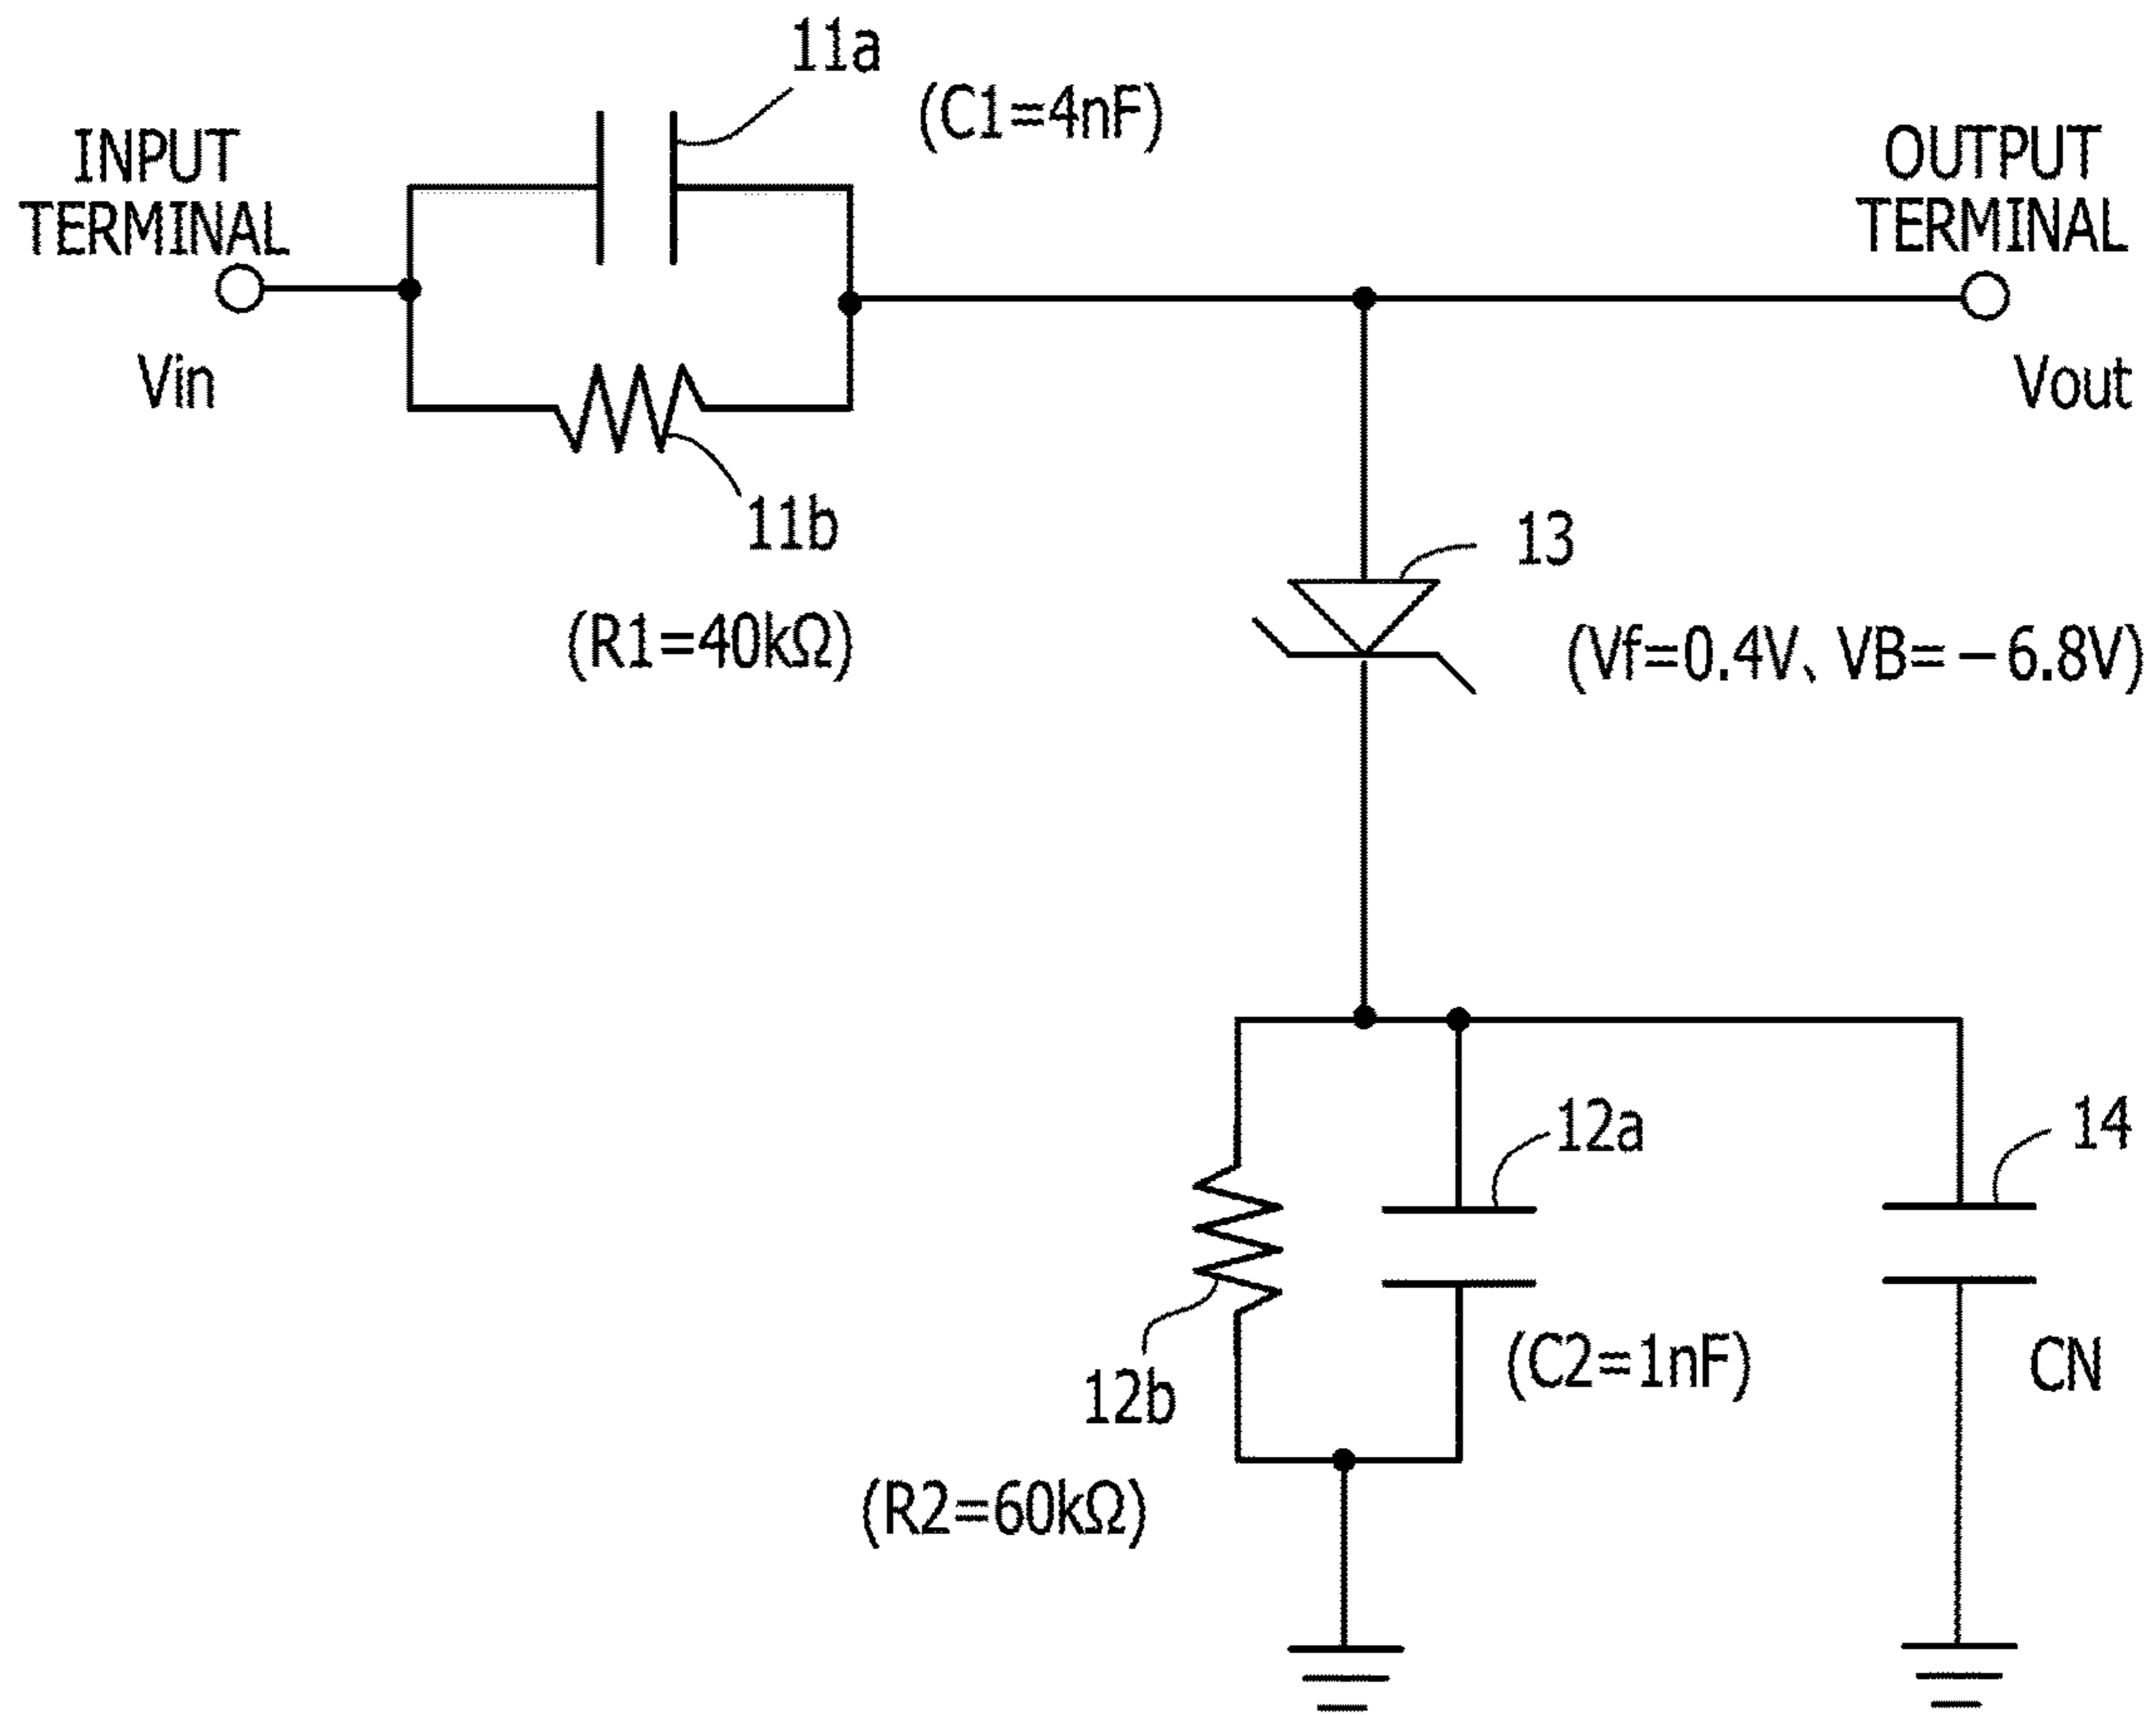 11a
(C1=4nF)
INPUT
TERMINAL
OUTPUT
TERMINAL
Vin
Vout
11b
13
(R1=40kΩ)
(Vf=0.4V、VB=−6.8V)
12a
14
(C2=1nF)
CN
12b
(R2=60kΩ)